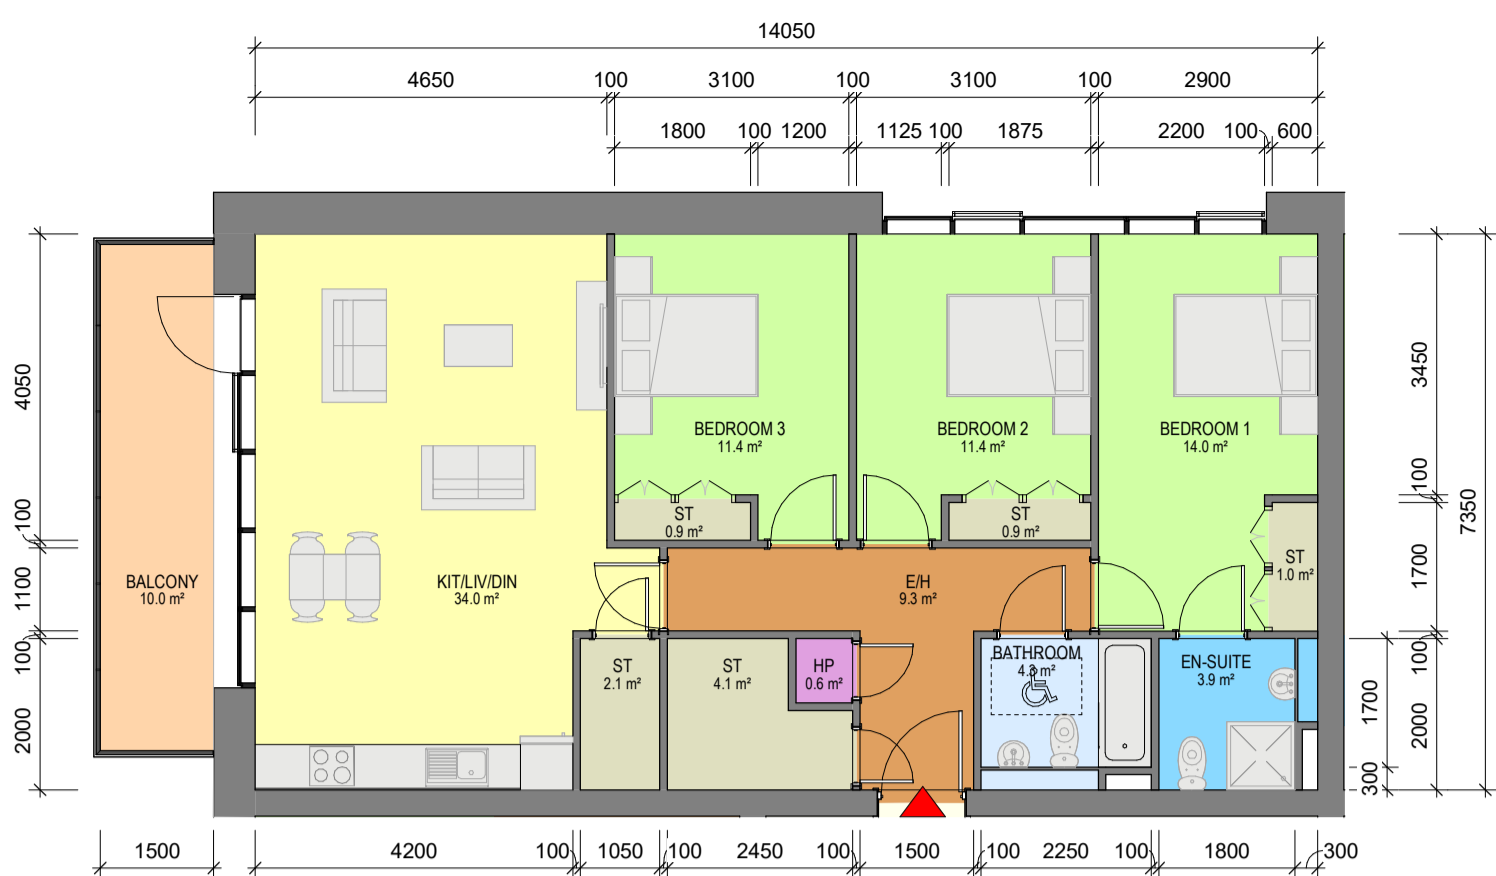 14050
4650
100
3100
100
3100
100
2900
1800
100
1200
1125
100
1875
2200
100
600
4050
100
1100
100
2000
3450
100
1700
100
2000
7350
1700
300
BEDROOM 3
11.4 m²
BEDROOM 2
11.4 m²
BEDROOM 1
14.0 m²
ST
0.9 m²
ST
0.9 m²
ST
1.0 m²
BALCONY
10.0 m²
KIT/LIV/DIN
34.0 m²
E/H
9.3 m²
ST
2.1 m²
ST
4.1 m²
HP
0.6 m²
BATHROOM
4.3 m²
EN-SUITE
3.9 m²
1500
4200
100
1050
100
2450
100
1500
100
2250
100
1800
300